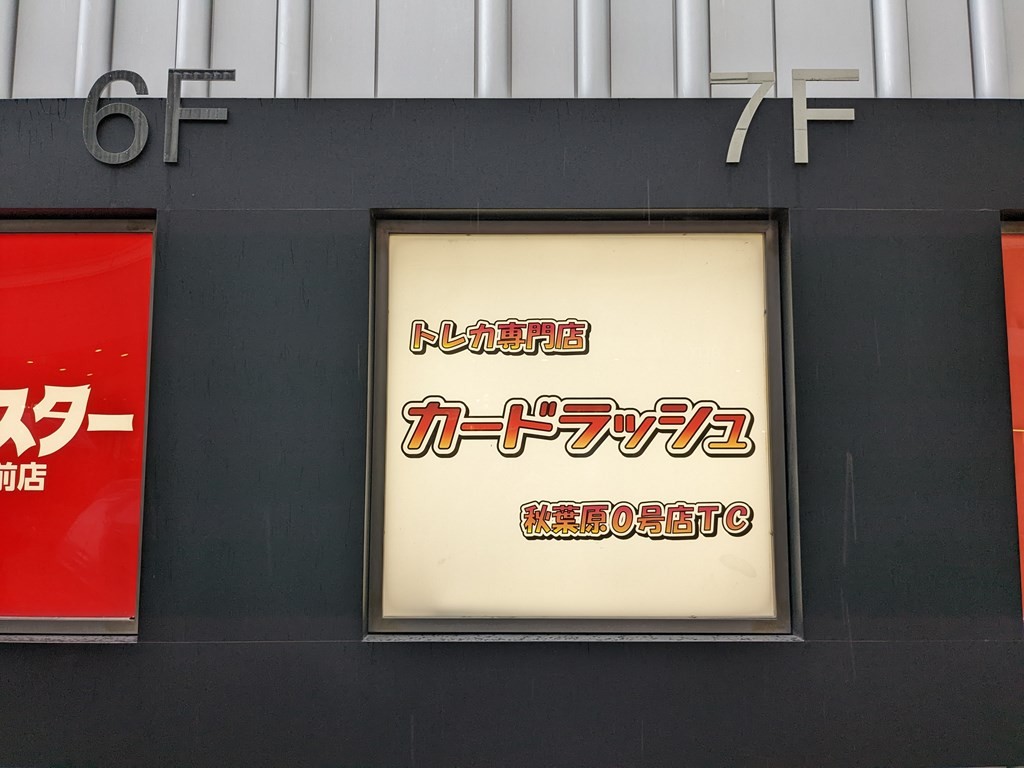 6F
7F
スター
前店
トレカ専門店
カードラッシュ
秋葉原0号店TC